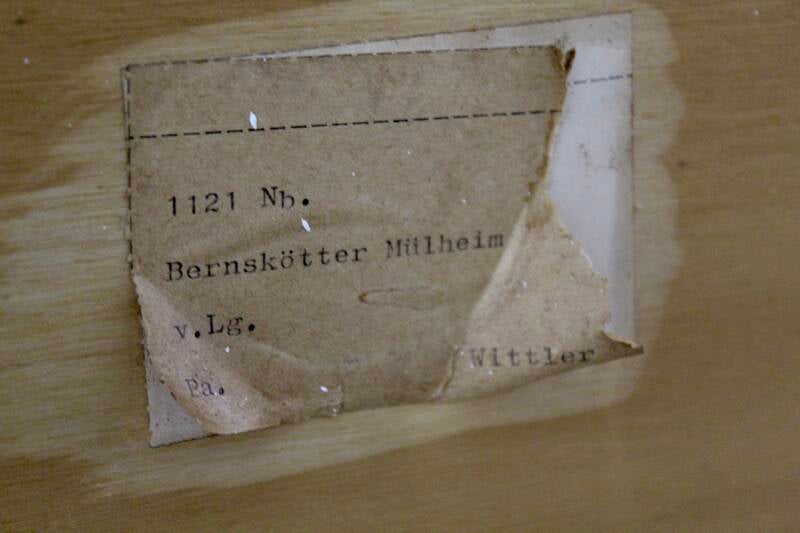 1121 Nb.
Bernskötter Mülheim
v.Lg.
Pa. Wittler